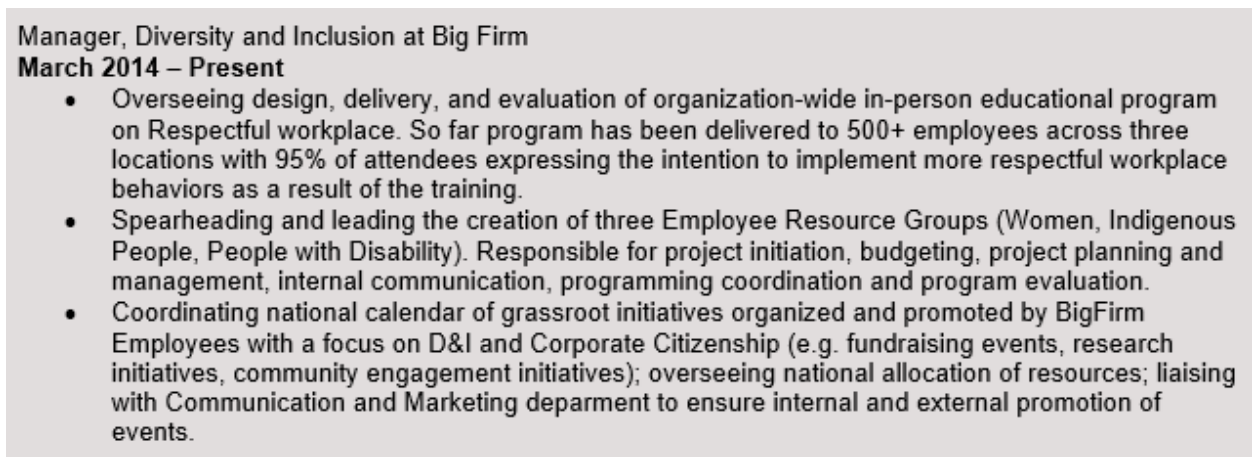 Manager, Diversity and Inclusion at Big Firm
March 2014 – Present
• Overseeing design, delivery, and evaluation of organization-wide in-person educational program
on Respectful workplace. So far program has been delivered to 500+ employees across three
locations with 95% of attendees expressing the intention to implement more respectful workplace
behaviors as a result of the training.
• Spearheading and leading the creation of three Employee Resource Groups (Women, Indigenous
People, People with Disability). Responsible for project initiation, budgeting, project planning and
management, internal communication, programming coordination and program evaluation.
• Coordinating national calendar of grassroot initiatives organized and promoted by BigFirm
Employees with a focus on D&I and Corporate Citizenship (e.g. fundraising events, research
initiatives, community engagement initiatives); overseeing national allocation of resources; liaising
with Communication and Marketing deparment to ensure internal and external promotion of
events.